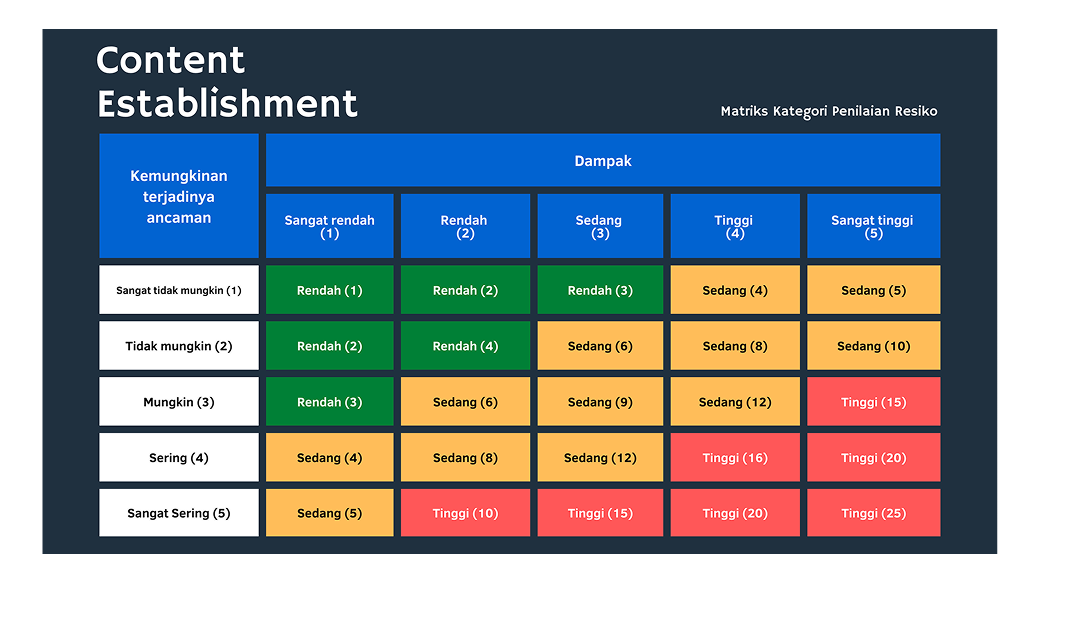 Content
Establishment
Matriks Kategori Penilaian Resiko
Kemungkinan
terjadinya
ancaman
Dampak
Sangat rendah
(1)
Rendah
(2)
Sedang
(3)
Tinggi
(4)
Sangat tinggi
(5)
Sangat tidak mungkin (1)
Rendah (1)
Rendah (2)
Rendah (3)
Sedang (4)
Sedang (5)
Tidak mungkin (2)
Rendah (2)
Rendah (4)
Sedang (6)
Sedang (8)
Sedang (10)
Mungkin (3)
Rendah (3)
Sedang (6)
Sedang (9)
Sedang (12)
Tinggi (15)
Sering (4)
Sedang (4)
Sedang (8)
Sedang (12)
Tinggi (16)
Tinggi (20)
Sangat Sering (5)
Sedang (5)
Tinggi (10)
Tinggi (15)
Tinggi (20)
Tinggi (25)